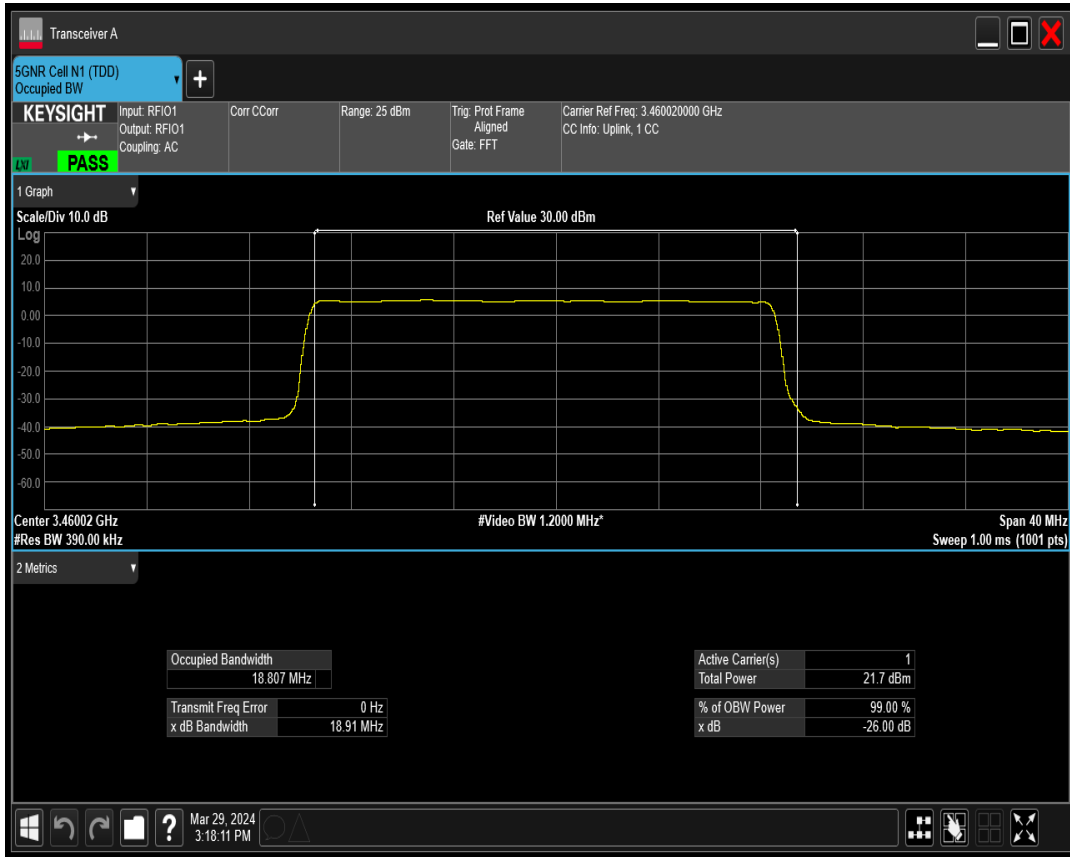 Transceiver A
5GNR Cell N1 (TDD)
Occupied BW
+
KEYSIGHT
LXI
PASS
Input: RFIO1
Output: RFIO1
Coupling: AC
Corr CCorr
Range: 25 dBm
Trig: Prot Frame
Aligned
Gate: FFT
Carrier Ref Freq: 3.460020000 GHz
CC Info: Uplink, 1 CC
1 Graph
Scale/Div 10.0 dB
Ref Value 30.00 dBm
Log
20.0
10.0
0.00
-10.0
-20.0
-30.0
-40.0
-50.0
-60.0
Center 3.46002 GHz
#Video BW 1.2000 MHz*
Span 40 MHz
#Res BW 390.00 kHz
Sweep 1.00 ms (1001 pts)
2 Metrics
Occupied Bandwidth
18.807 MHz
Transmit Freq Error 0 Hz
x dB Bandwidth 18.91 MHz
Active Carrier(s) 1
Total Power 21.7 dBm
% of OBW Power 99.00 %
x dB -26.00 dB
?
Mar 29, 2024
3:18:11 PM